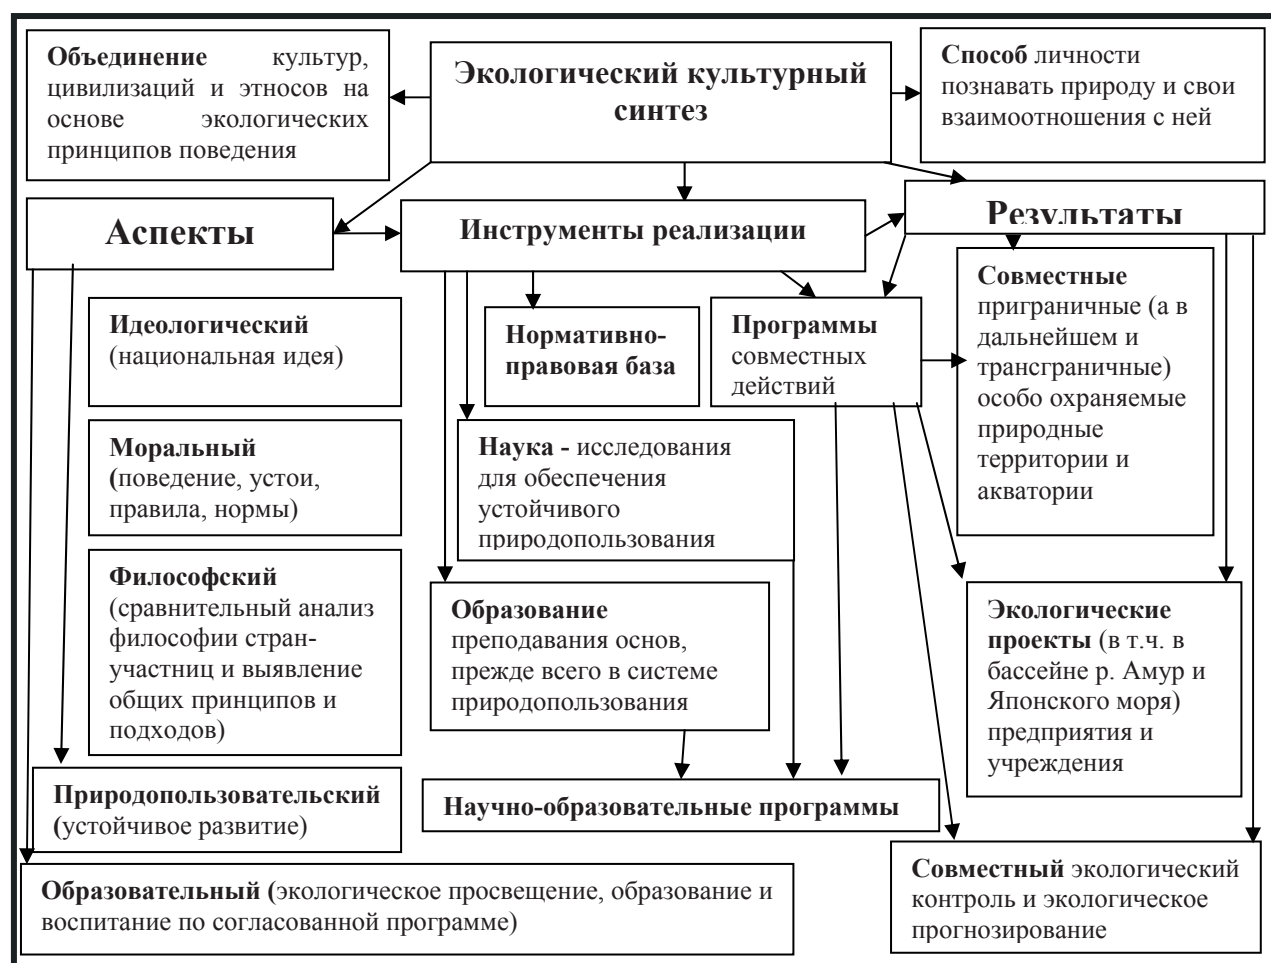 Объединение культур,
цивилизаций и этносов на
основе экологических
принципов поведения
Экологический культурный
синтез
Способ личности
познавать природу и свои
взаимоотношения с ней
Аспекты
Инструменты реализации
Результаты
Идеологический
(национальная идея)
Моральный
(поведение, устои,
правила, нормы)
Философский
(сравнительный анализ
философии стран-
участниц и выявление
общих принципов и
подходов)
Природопользовательский
(устойчивое развитие)
Образовательный (экологическое просвещение, образование и
воспитание по согласованной программе)
Нормативно-
правовая база
Программы
совместных
действий
Наука - исследования
для обеспечения
устойчивого
природопользования
Образование
преподавания основ,
прежде всего в системе
природопользования
Научно-образовательные программы
Совместные
приграничные (а в
дальнейшем и
трансграничные)
особо охраняемые
природные
территории и
акватории
Экологические
проекты (в т.ч. в
бассейне р. Амур и
Японского моря)
предприятия и
учреждения
Совместный экологический
контроль и экологическое
прогнозирование